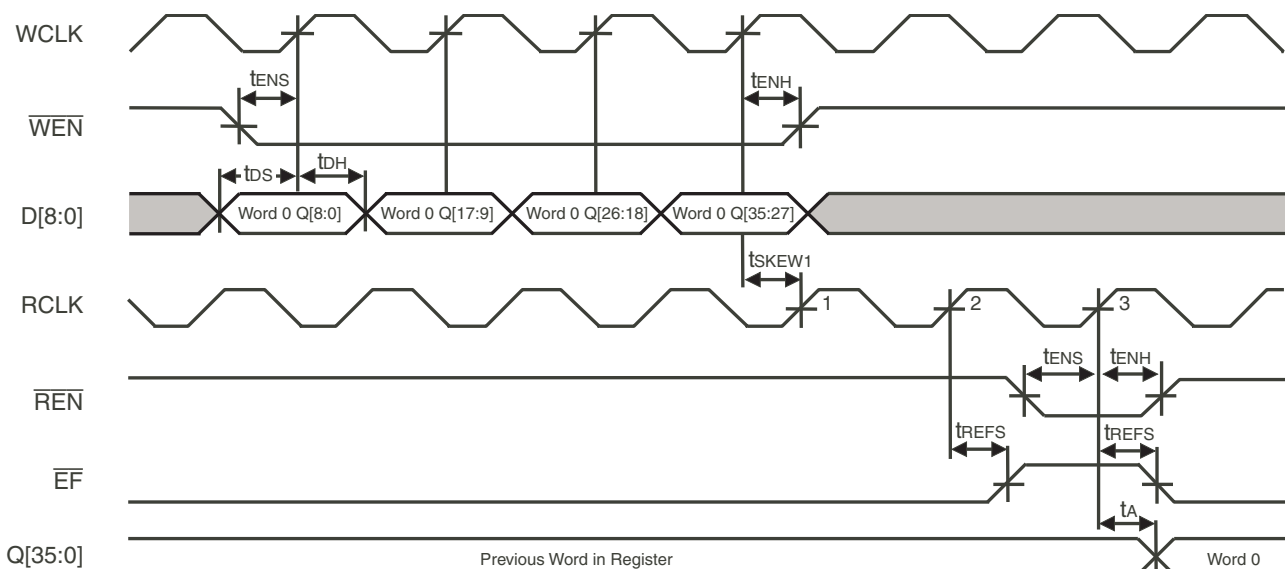 WCLK
tENS
tENH
WEN
tDS
tDH
D[8:0]
Word 0 Q[8:0]
Word 0 Q[17:9]
Word 0 Q[26:18]
Word 0 Q[35:27]
tSKEW1
RCLK
1
2
3
tENS
tENH
REN
tREFS
tREFS
EF
tA
Q[35:0]
Previous Word in Register
Word 0